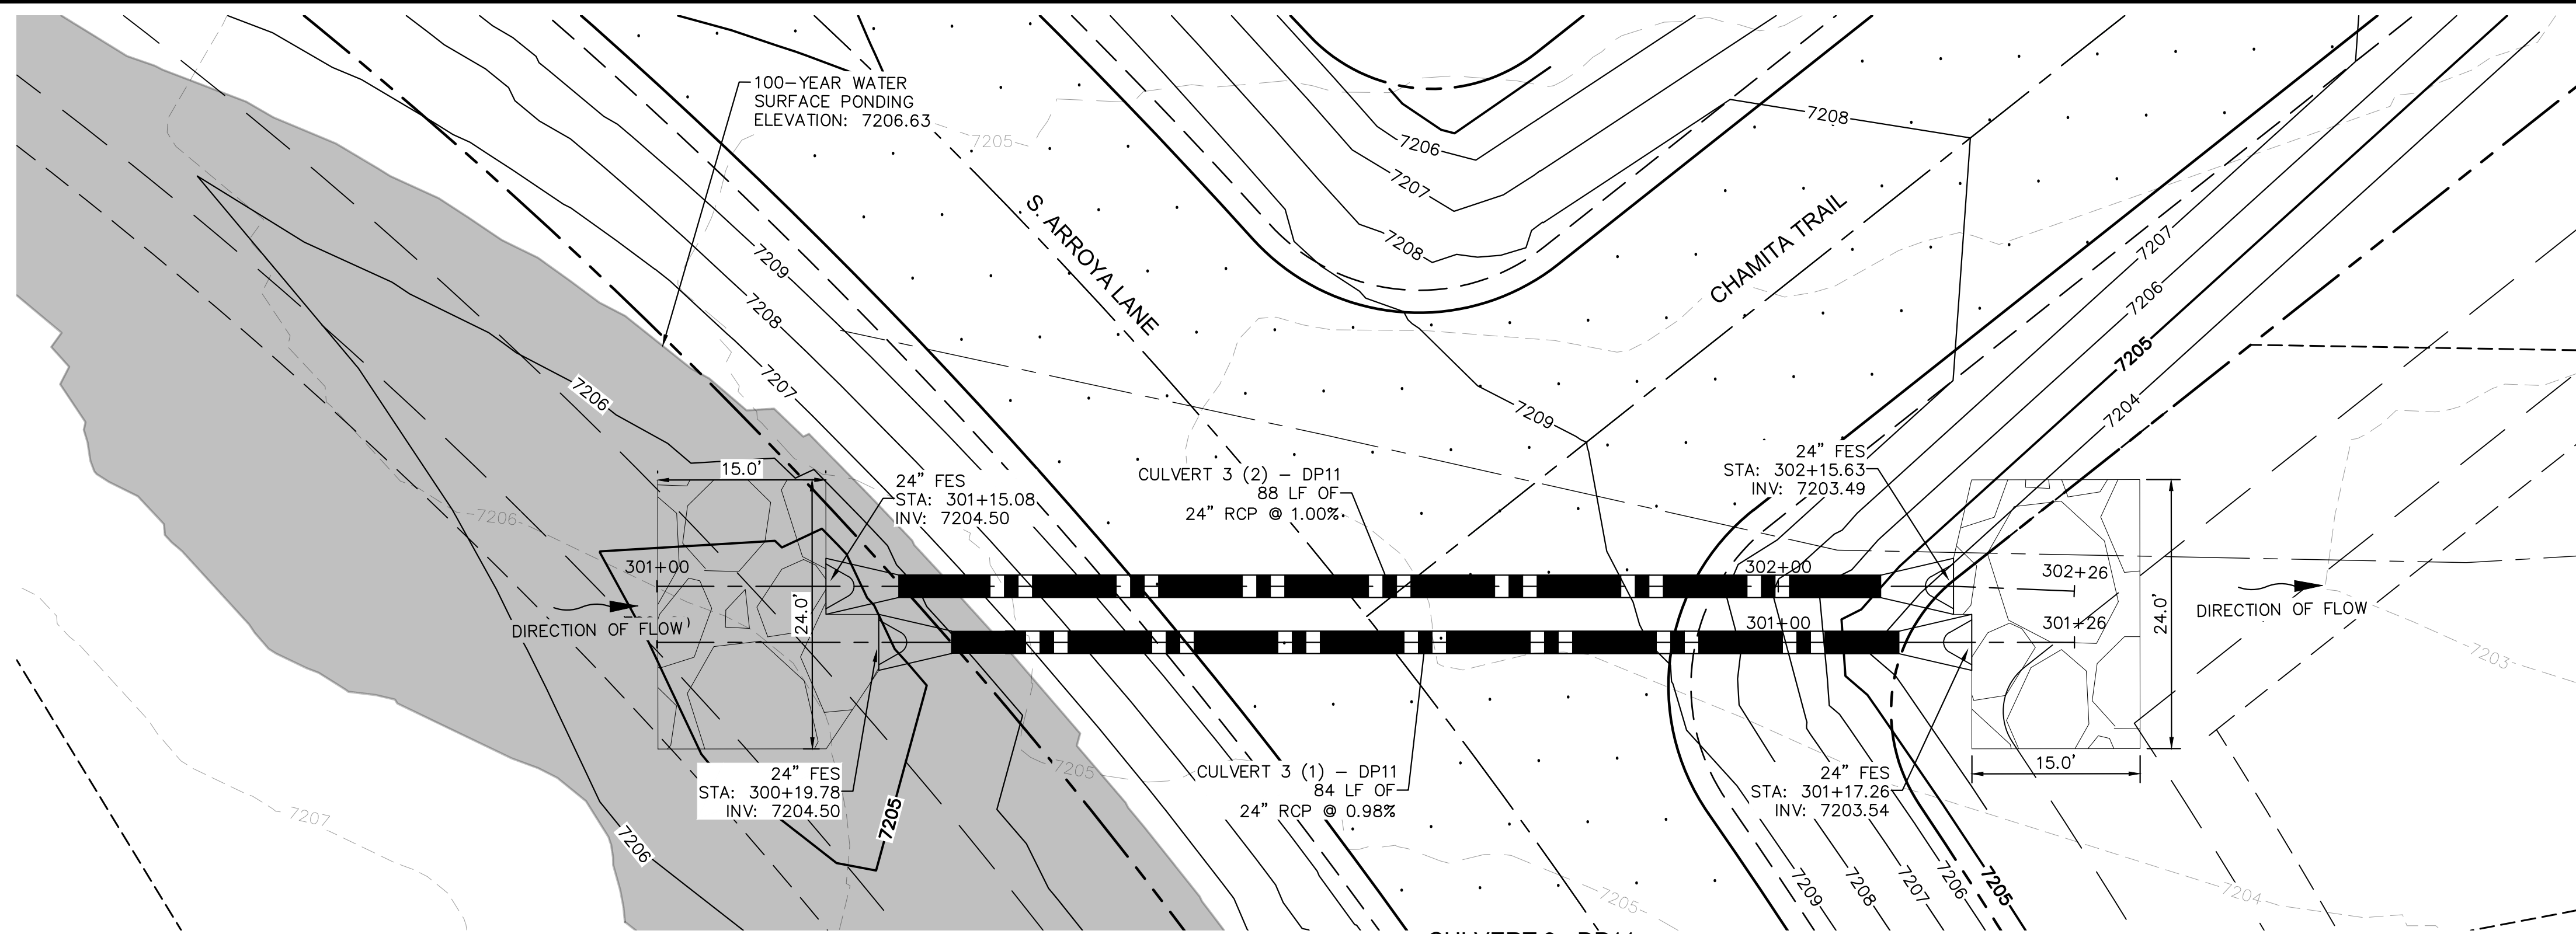 100-YEAR WATER
SURFACE PONDING
ELEVATION: 7206.63
7205
7206
7207
7208
7208
7209
7208
7207
S. ARROYA LANE
CHAMITA TRAIL
7207
7206
7205
7204
7206
7206
7209
15.0'
24.0'
24" FES
STA: 301+15.08
INV: 7204.50
CULVERT 3 (2) - DP11
88 LF OF
24" RCP @ 1.00%
24" FES
STA: 302+15.63
INV: 7203.49
301+00
302+00
302+26
DIRECTION OF FLOW
301+00
301+26
DIRECTION OF FLOW
24.0'
15.0'
7203
24" FES
STA: 300+19.78
INV: 7204.50
7205
7205
CULVERT 3 (1) - DP11
84 LF OF
24" RCP @ 0.98%
24" FES
STA: 301+17.26
INV: 7203.54
7207
7206
7205
7209
7208
7207
7206
7205
7204